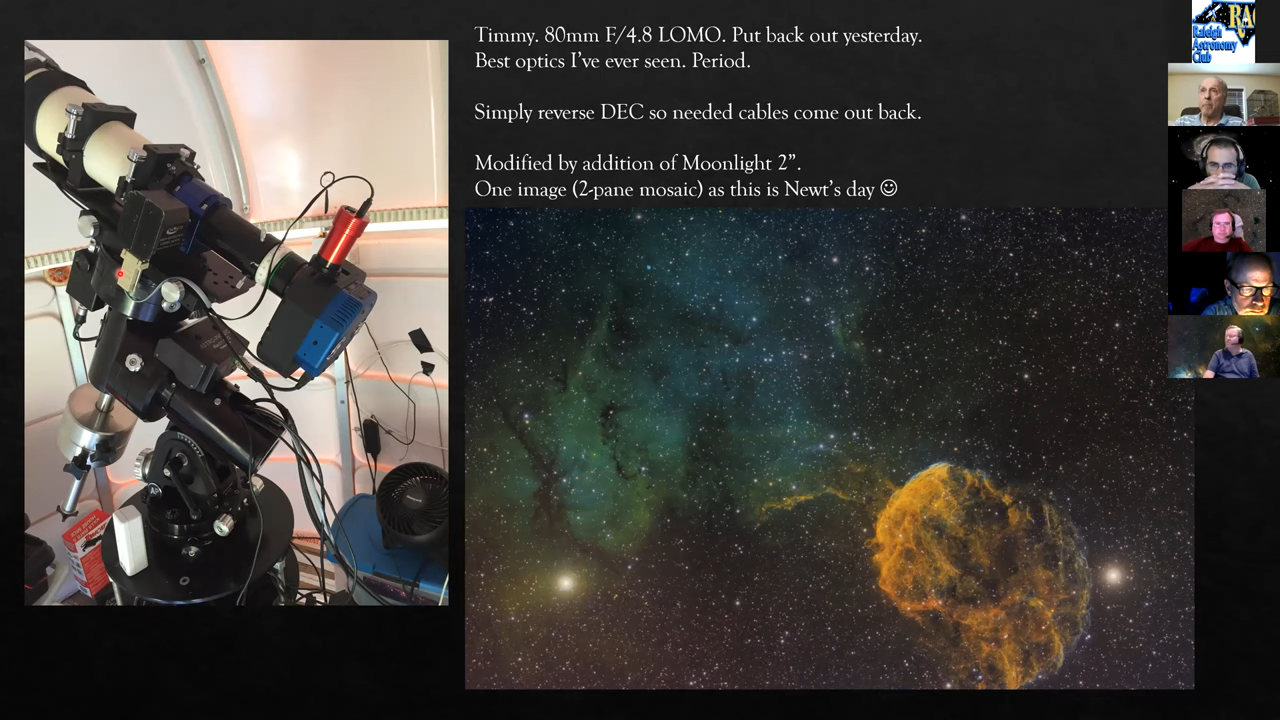 Timmy. 80mm F/4.8 LOMO. Put back out yesterday.
Best optics I've ever seen. Period.
Simply reverse DEC so needed cables come out back.
Modified by addition of Moonlight 2”.
One image (2-pane mosaic) as this is Newt's day ☺
RAC
Raleigh
Astronomy
Club